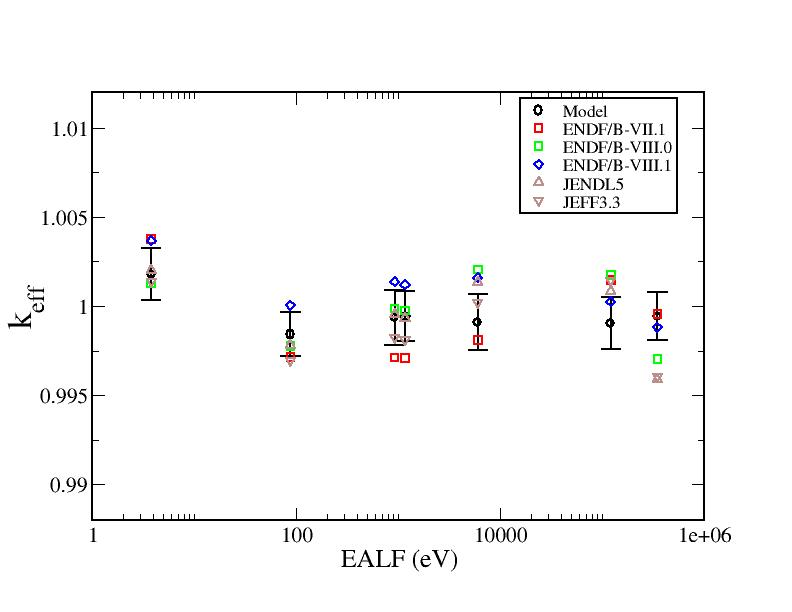 Model
ENDF/B-VII.1
ENDF/B-VIII.0
ENDF/B-VIII.1
JENDL5
JEFF3.3
1.01
1.005
1
0.995
0.99
k_eff
1
100
10000
1e+06
EALF (eV)